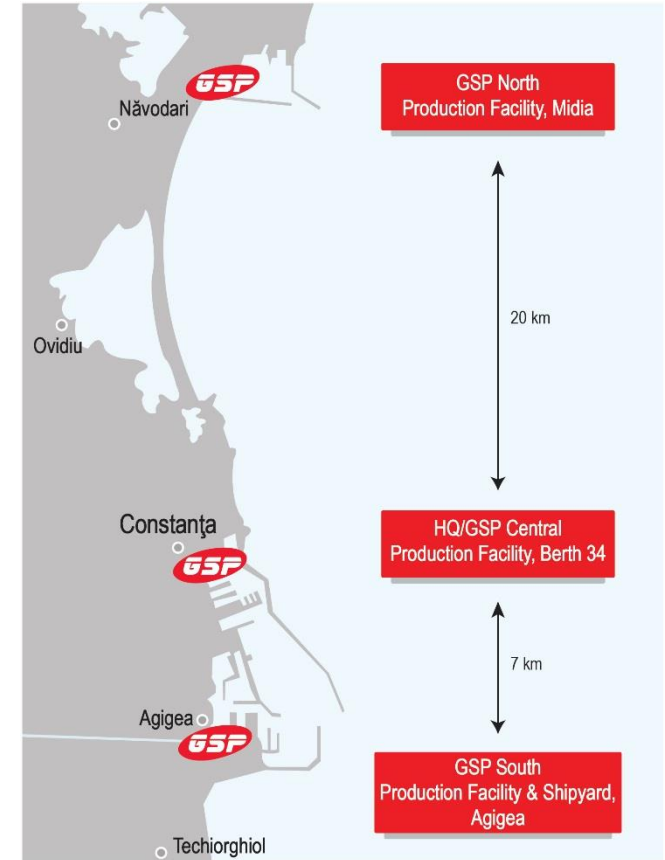 GSP
Năvodari
GSP North
Production Facility, Midia
20 km
Ovidiu
Constanţa
GSP
HQ/GSP Central
Production Facility, Berth 34
7 km
Agigea
GSP
GSP South
Production Facility & Shipyard,
Agigea
Techiorghiol